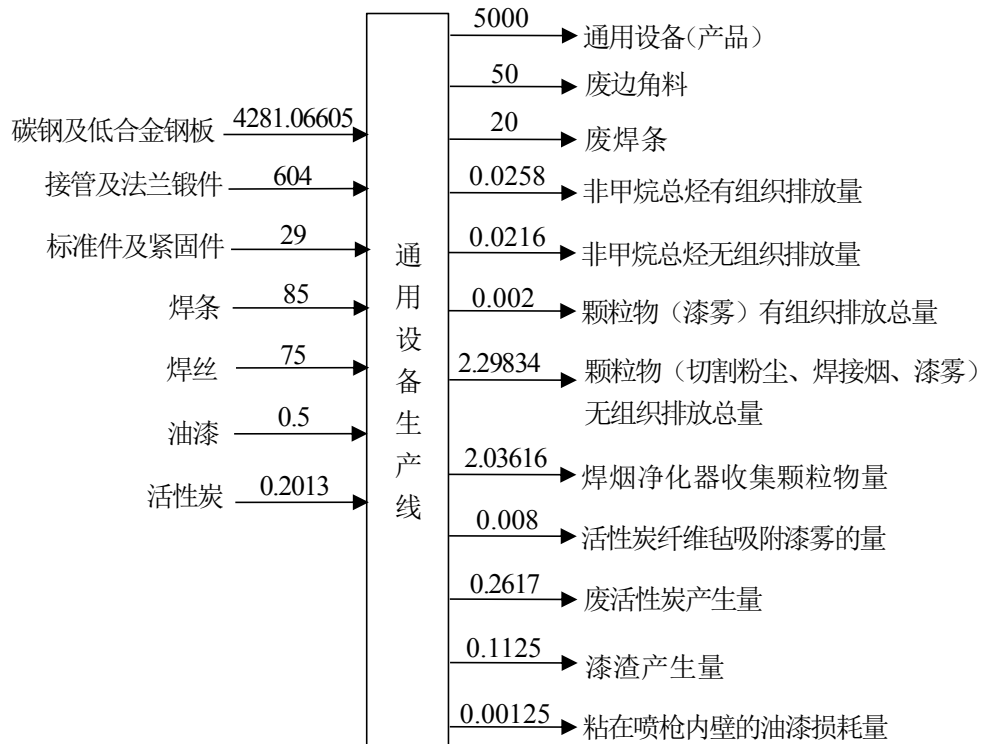 碳钢及低合金钢板
4281.06605
接管及法兰锻件
604
标准件及紧固件
29
焊条
85
焊丝
75
油漆
0.5
活性炭
0.2013
通
用
设
备
生
产
线
5000
通用设备(产品)
50
废边角料
20
废焊条
0.0258
非甲烷总烃有组织排放量
0.0216
非甲烷总烃无组织排放量
0.002
颗粒物（漆雾）有组织排放总量
2.29834
颗粒物（切割粉尘、焊接烟、漆雾）
无组织排放总量
2.03616
焊烟净化器收集颗粒物量
0.008
活性炭纤维毡吸附漆雾的量
0.2617
废活性炭产生量
0.1125
漆渣产生量
0.00125
粘在喷枪内壁的油漆损耗量